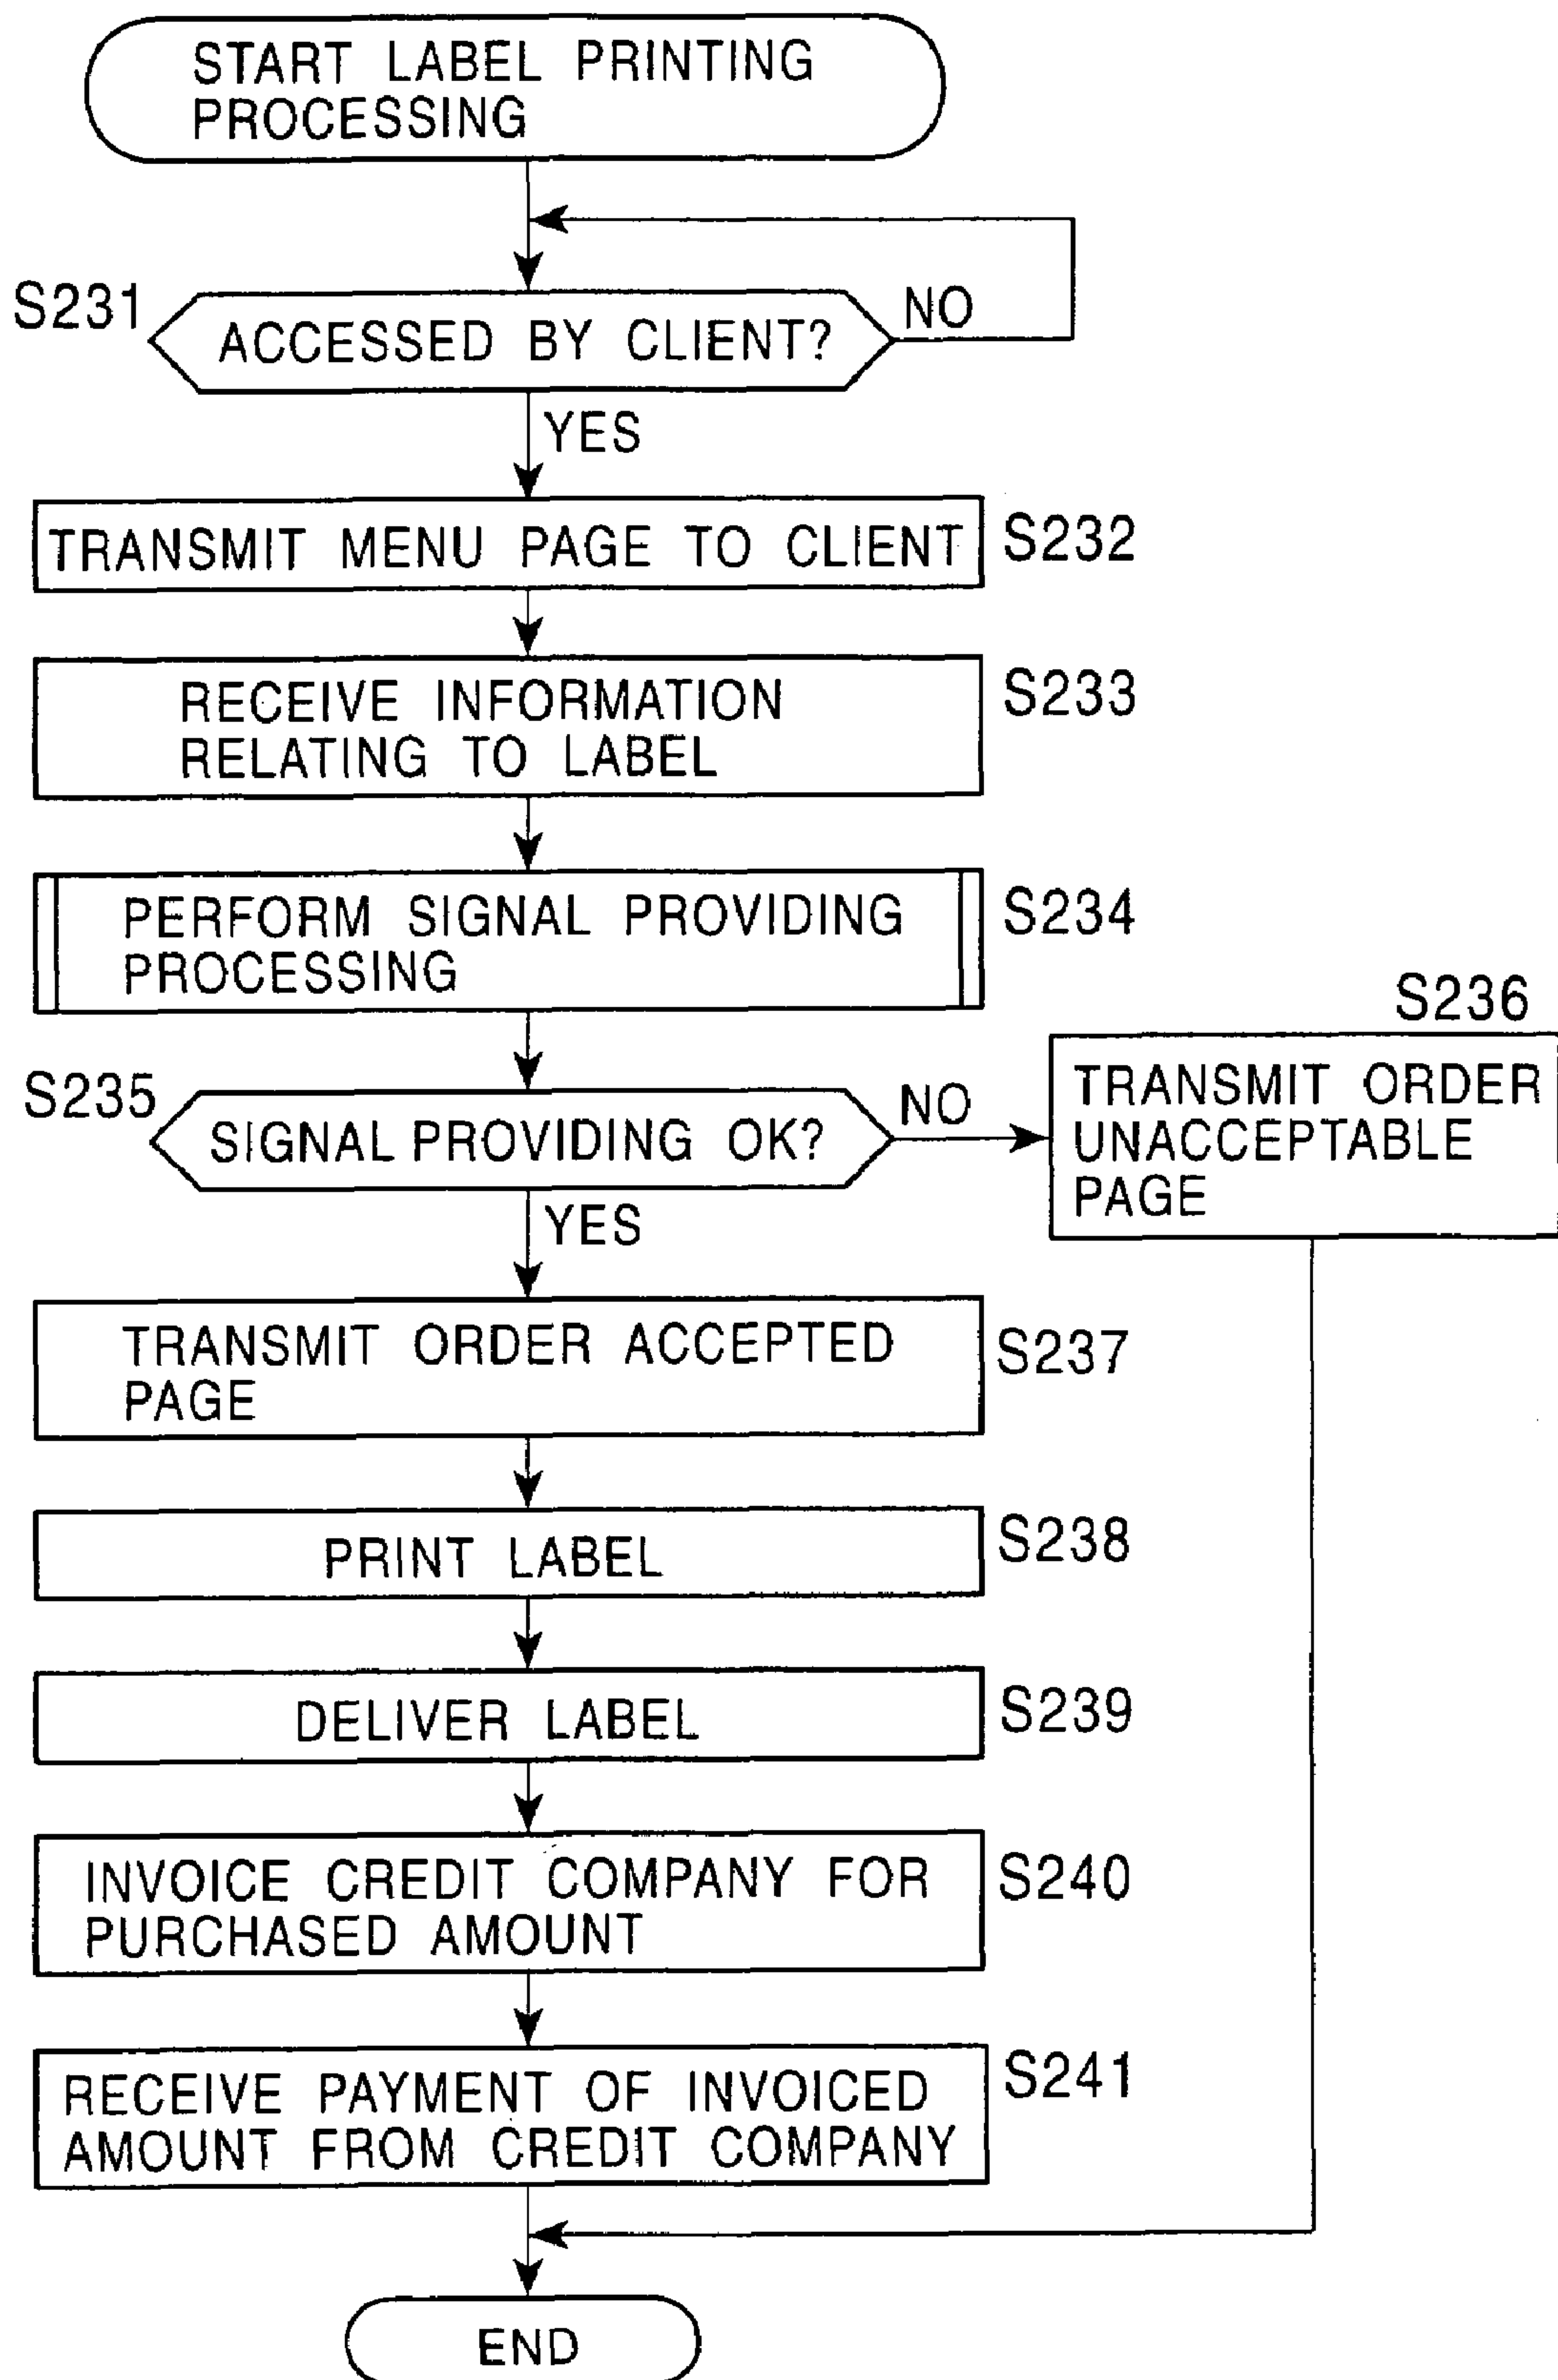 START LABEL PRINTING
PROCESSING
S231
ACCESSED BY CLIENT?
NO
YES
TRANSMIT MENU PAGE TO CLIENT
S232
RECEIVE INFORMATION
RELATING TO LABEL
S233
PERFORM SIGNAL PROVIDING
PROCESSING
S234
S235
SIGNAL PROVIDING OK?
NO
S236
TRANSMIT ORDER
UNACCEPTABLE
PAGE
YES
TRANSMIT ORDER ACCEPTED
PAGE
S237
PRINT LABEL
S238
DELIVER LABEL
S239
INVOICE CREDIT COMPANY FOR
PURCHASED AMOUNT
S240
RECEIVE PAYMENT OF INVOICED
AMOUNT FROM CREDIT COMPANY
S241
END